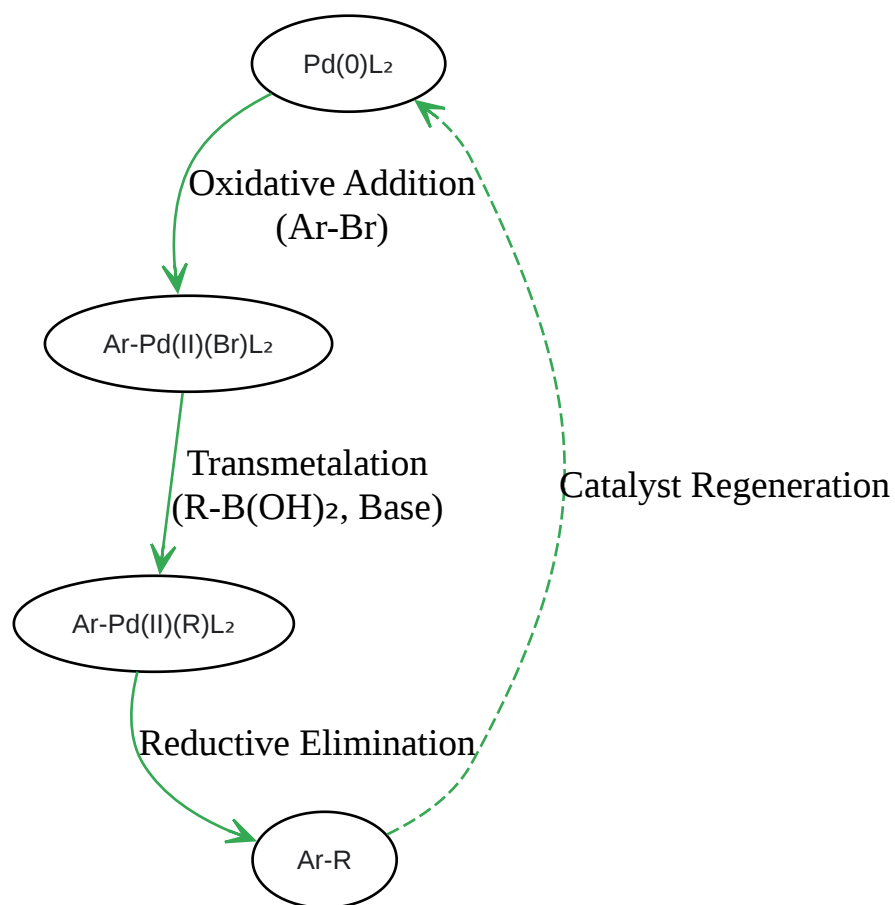 Pd(0)L₂
Oxidative Addition
(Ar-Br)
Ar-Pd(II)(Br)L₂
Transmetalation
(R-B(OH)₂, Base)
Catalyst Regeneration
Ar-Pd(II)(R)L₂
Reductive Elimination
Ar-R